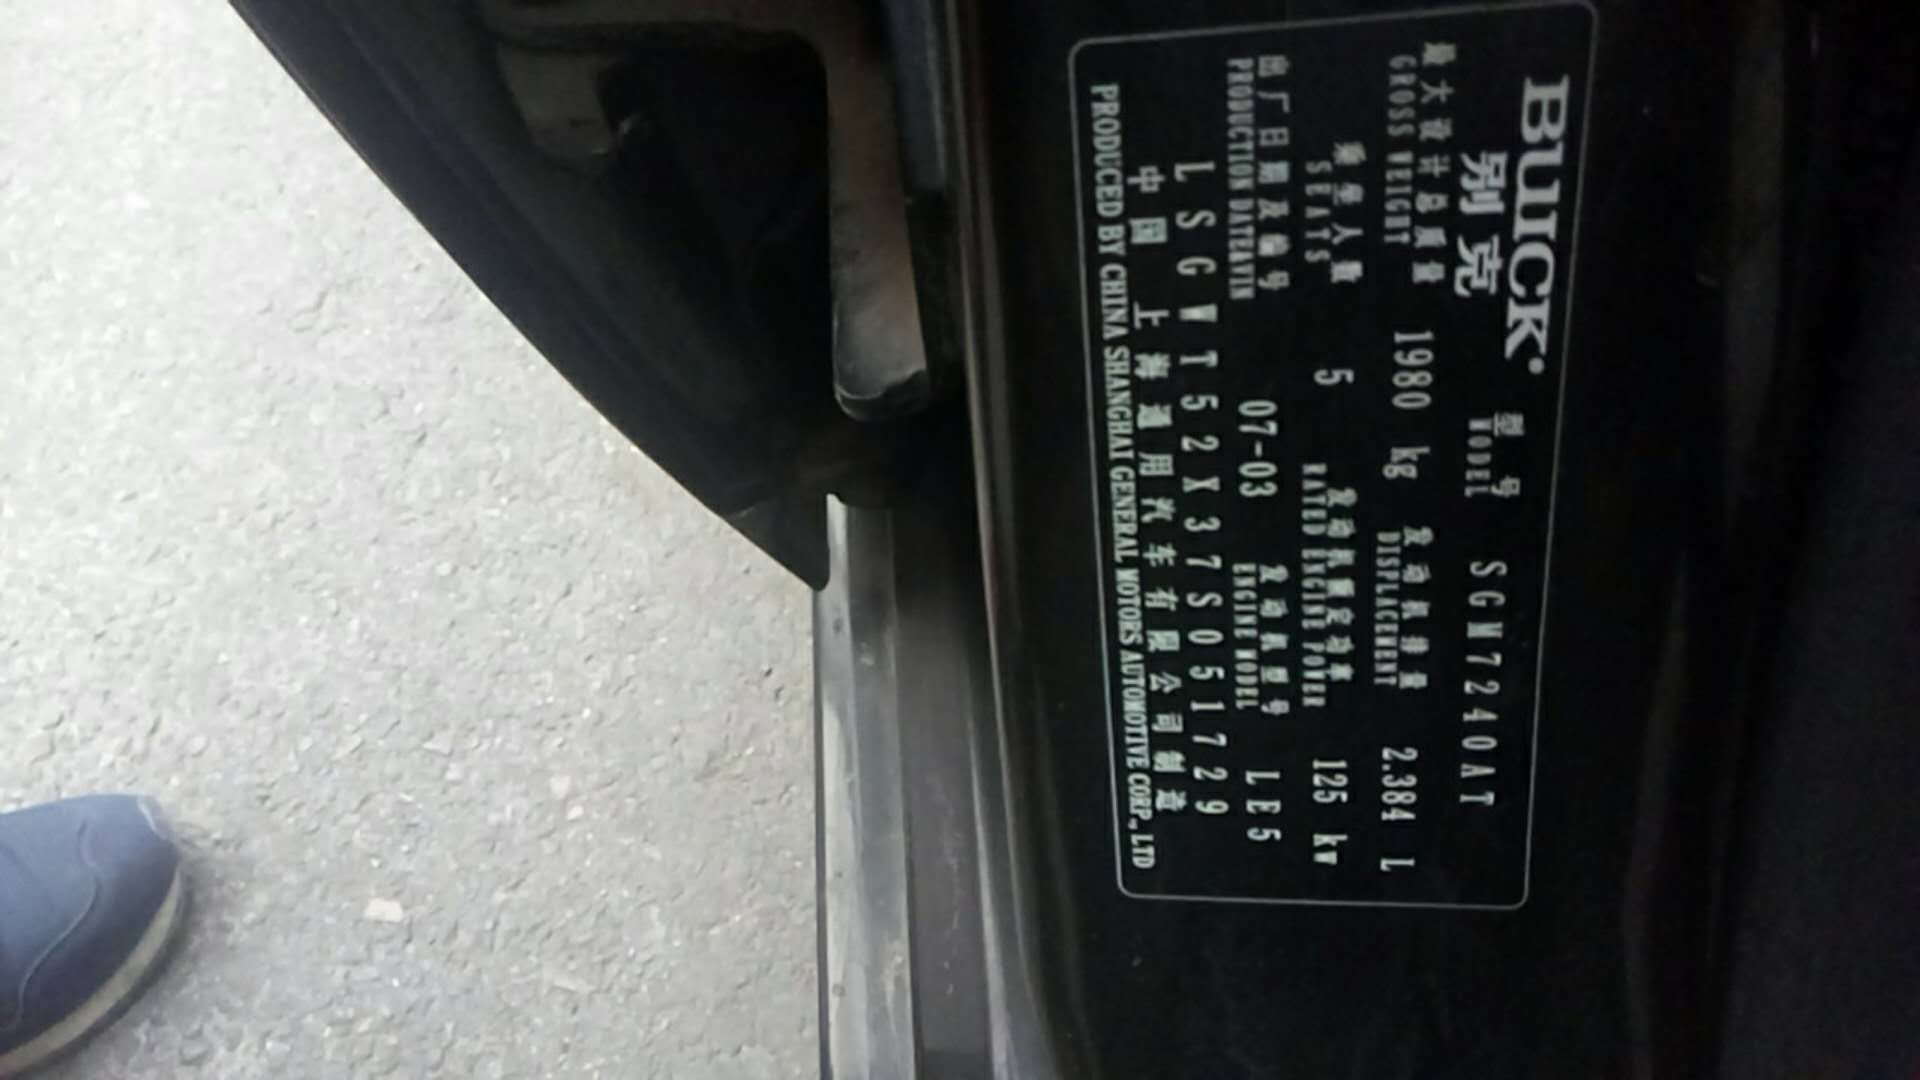 BUICK
别克 型号 SGM7240AT
MODEL
最大设计总质量 1980 kg 发动机排量 2.384 L
GROSS WEIGHT DISPLACEMENT
乘坐人数 5 发动机额定功率 125 kw
SEATS RATED ENGINE POWER
出厂日期及编号 07-03 发动机型号 LE5
PRODUCTION DATE&VIN ENGINE MODEL
LSGWT52X37S051729
中国 上海通用汽车有限公司制造
PRODUCED BY CHINA SHANGHAI GENERAL MOTORS AUTOMOTIVE CORP., LTD